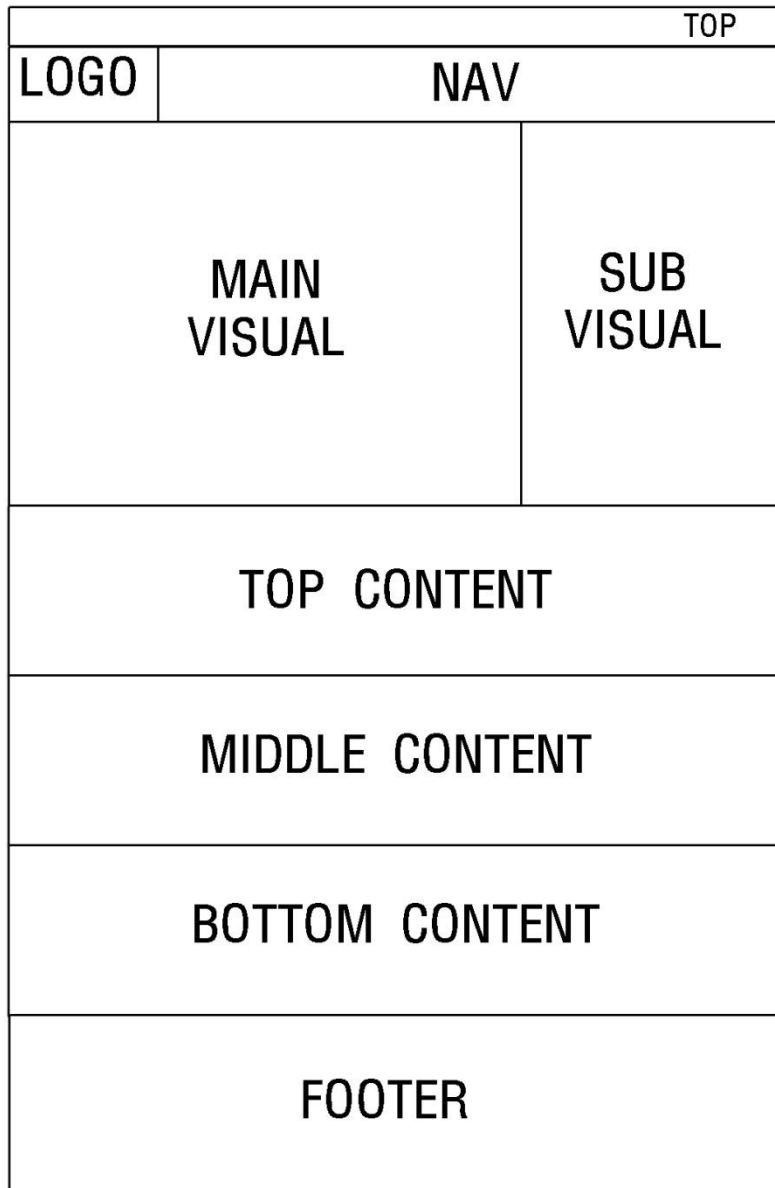 TOP
LOGO
NAV
MAIN
VISUAL
SUB
VISUAL
TOP CONTENT
MIDDLE CONTENT
BOTTOM CONTENT
FOOTER